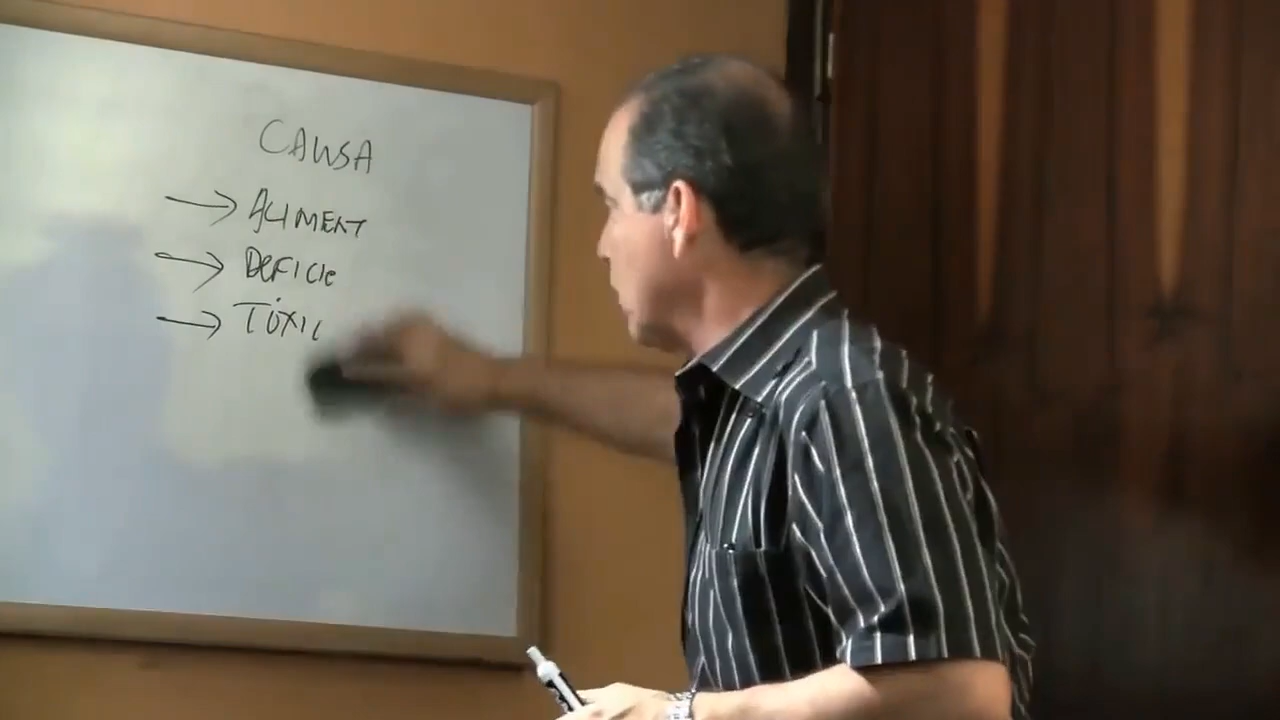 CAUSA
→ ALIMENT
→ DEFICIE
→ TÓXIC